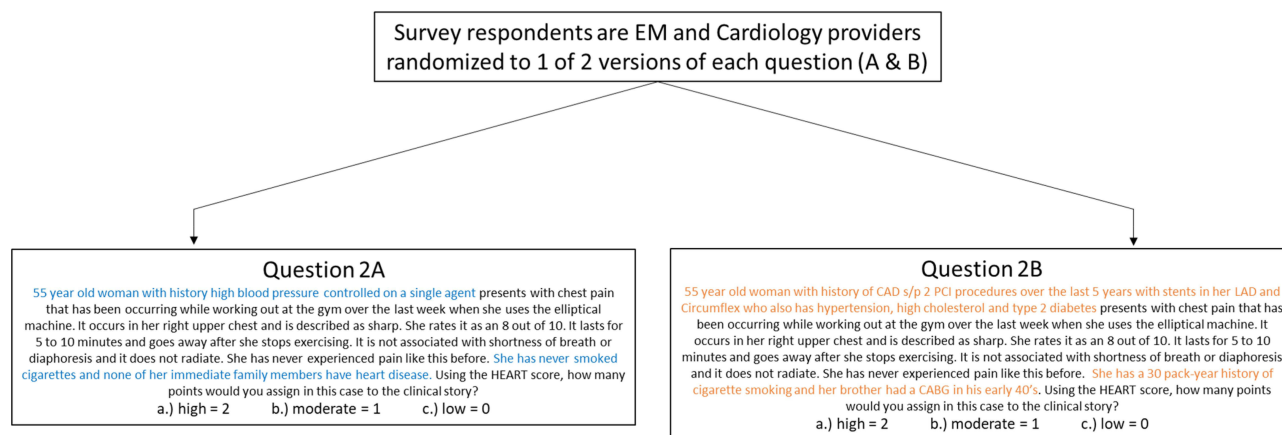 Survey respondents are EM and Cardiology providers
randomized to 1 of 2 versions of each question (A & B)
Question 2A
55 year old woman with history high blood pressure controlled on a single agent presents with chest pain
that has been occurring while working out at the gym over the last week when she uses the elliptical
machine. It occurs in her right upper chest and is described as sharp. She rates it as an 8 out of 10. It lasts for
5 to 10 minutes and goes away after she stops exercising. It is not associated with shortness of breath or
diaphoresis and it does not radiate. She has never experienced pain like this before. She has never smoked
cigarettes and none of her immediate family members have heart disease. Using the HEART score, how many
points would you assign in this case to the clinical story?
a.) high = 2 b.) moderate = 1 c.) low = 0
Question 2B
55 year old woman with history of CAD s/p 2 PCI procedures over the last 5 years with stents in her LAD and
Circumflex who also has hypertension, high cholesterol and type 2 diabetes presents with chest pain that has
been occurring while working out at the gym over the last week when she uses the elliptical machine. It
occurs in her right upper chest and is described as sharp. She rates it as an 8 out of 10. It lasts for 5 to 10
minutes and goes away after she stops exercising. It is not associated with shortness of breath or diaphoresis
and it does not radiate. She has never experienced pain like this before. She has a 30 pack-year history of
cigarette smoking and her brother had a CABG in his early 40's. Using the HEART score, how many points
would you assign in this case to the clinical story?
a.) high = 2 b.) moderate = 1 c.) low = 0